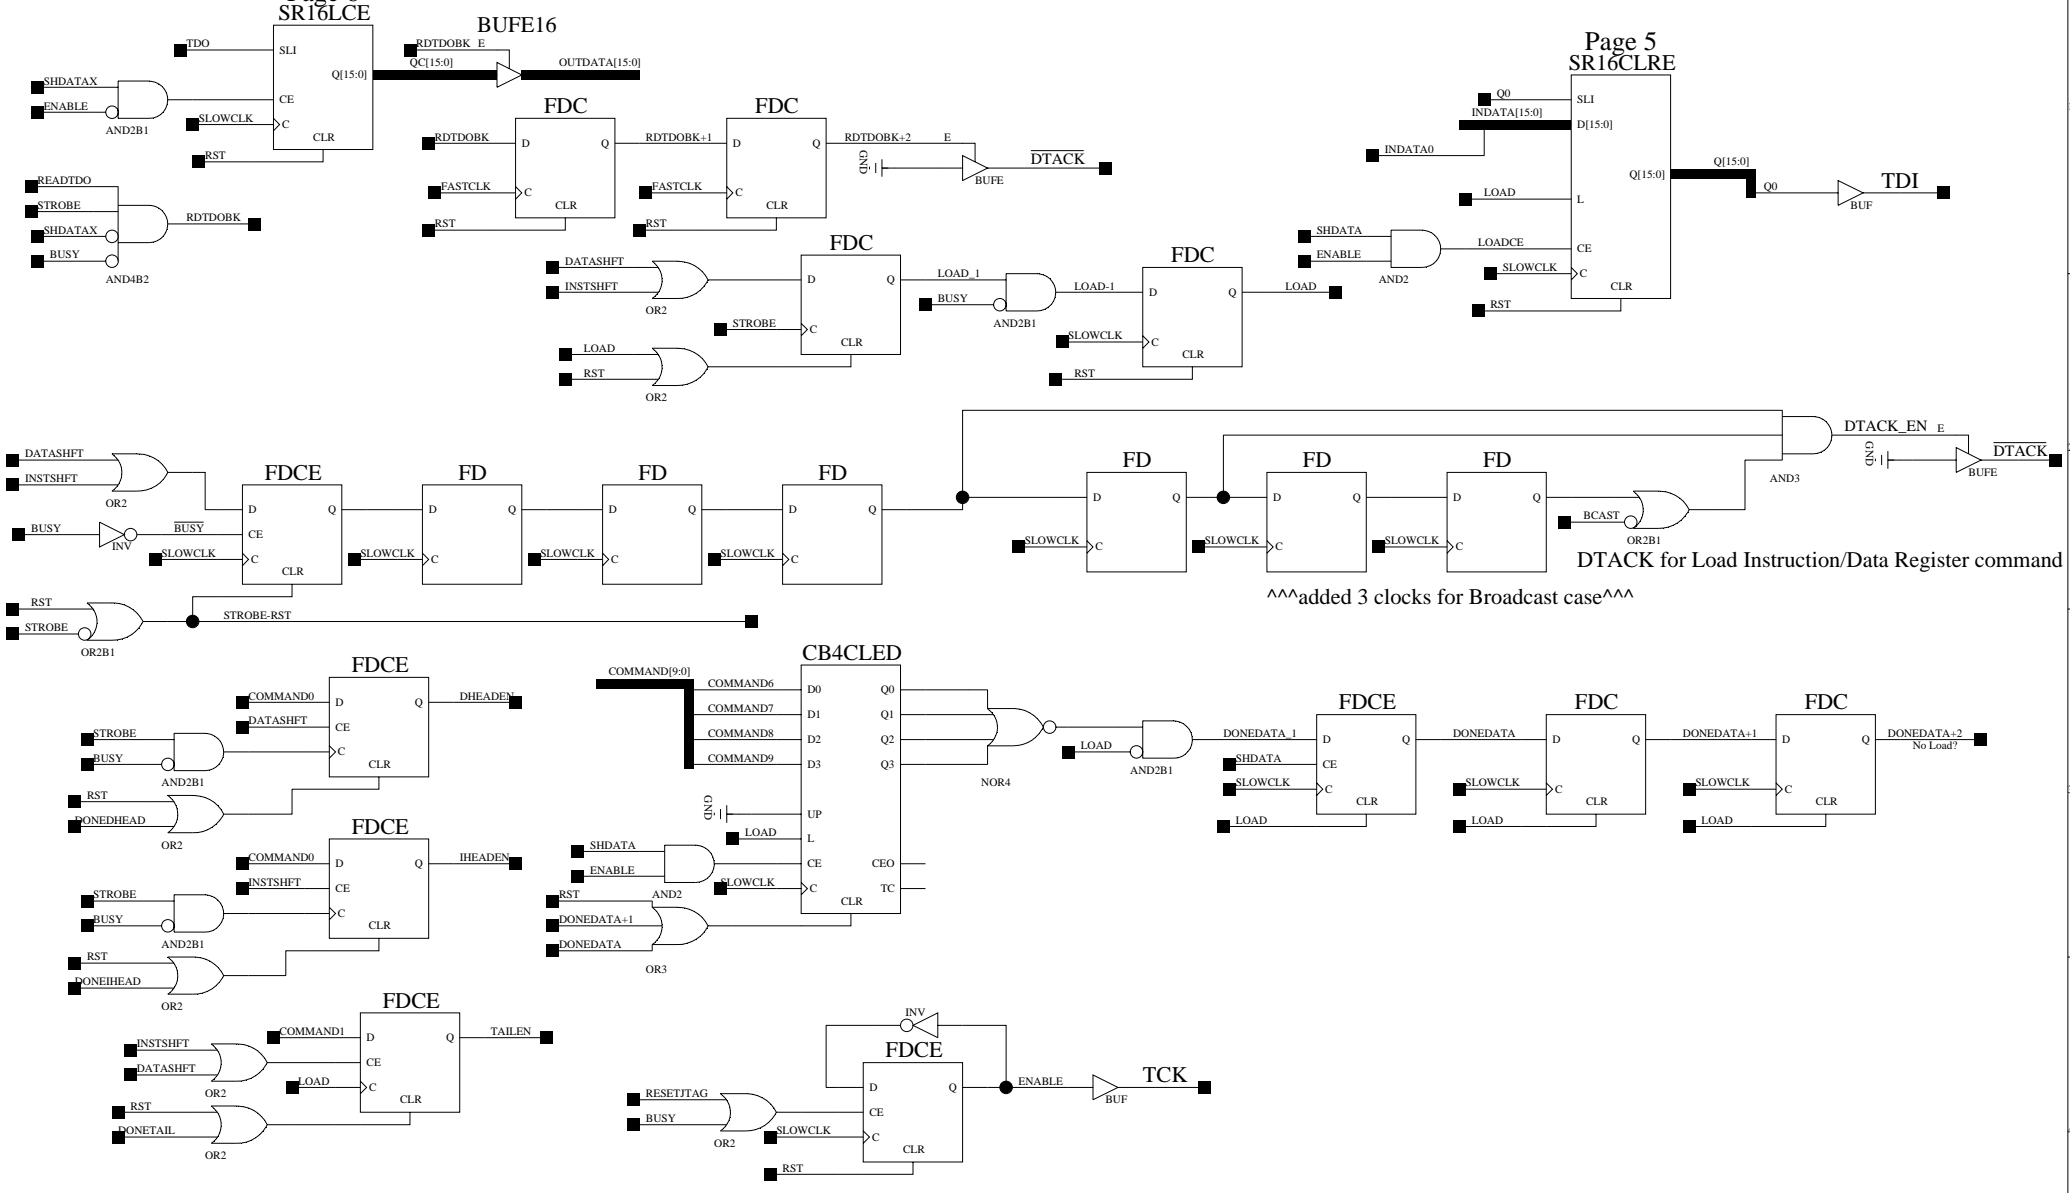 SR16LCE
TDO
SLI
Q[15:0]
SHDATAX
ENABLE
AND2B1
CE
SLOWCLK
C
CLR
RST
BUFE16
RDTDOBK E
QC[15:0]
OUTDATA[15:0]
READTDO
STROBE
SHDATAX
BUSY
AND4B2
RDTDOBK
FDC
RDTDOBK
D
Q
FASTCLK
C
CLR
RST
RDTDOBK+1
FDC
D
Q
FASTCLK
C
CLR
RST
RDTDOBK+2
E
GND
BUFE
DTACK
Page 5
SR16CLRE
Q0
SLI
INDATA[15:0]
D[15:0]
INDATA0
Q[15:0]
Q[15:0]
LOAD
L
SHDATA
ENABLE
AND2
LOADCE
CE
SLOWCLK
C
CLR
RST
Q0
BUF
TDI
DATASHFT
INSTSHFT
OR2
FDC
D
Q
STROBE
C
CLR
LOAD
RST
OR2
LOAD_1
BUSY
AND2B1
LOAD-1
FDC
D
Q
LOAD
SLOWCLK
C
CLR
RST
DATASHFT
INSTSHFT
OR2
BUSY
INV
BUSY
FDCE
D
Q
CE
SLOWCLK
C
CLR
RST
STROBE
OR2B1
STROBE-RST
FD
D
Q
SLOWCLK
C
FD
D
Q
SLOWCLK
C
FD
D
Q
SLOWCLK
C
FD
D
Q
SLOWCLK
C
FD
D
Q
SLOWCLK
C
FD
D
Q
SLOWCLK
C
BCAST
OR2B1
AND3
DTACK_EN E
GND
BUFE
DTACK
DTACK for Load Instruction/Data Register command
^^^added 3 clocks for Broadcast case^^^
FDCE
COMMAND0
D
Q
DHEADEN
DATASHFT
CE
STROBE
BUSY
AND2B1
C
CLR
RST
DONEDHEAD
OR2
FDCE
COMMAND0
D
Q
IHEADEN
INSTSHFT
CE
STROBE
BUSY
AND2B1
C
CLR
RST
DONEIHEAD
OR2
FDCE
COMMAND1
D
Q
TAILEN
INSTSHFT
DATASHFT
OR2
CE
LOAD
C
CLR
RST
DONETAIL
OR2
CB4CLED
COMMAND[9:0]
COMMAND6
D0
Q0
COMMAND7
D1
Q1
COMMAND8
D2
Q2
COMMAND9
D3
Q3
GND
UP
LOAD
L
SHDATA
ENABLE
AND2
CE
CEO
SLOWCLK
C
TC
CLR
RST
DONEDATA+1
DONEDATA
OR3
NOR4
LOAD
AND2B1
DONEDATA_1
FDCE
D
Q
SHDATA
CE
SLOWCLK
C
CLR
LOAD
DONEDATA
FDC
D
Q
SLOWCLK
C
CLR
LOAD
DONEDATA+1
FDC
D
Q
SLOWCLK
C
CLR
LOAD
DONEDATA+2
No Load?
INV
FDCE
D
Q
RESETJTAG
BUSY
OR2
CE
SLOWCLK
C
CLR
RST
ENABLE
BUF
TCK